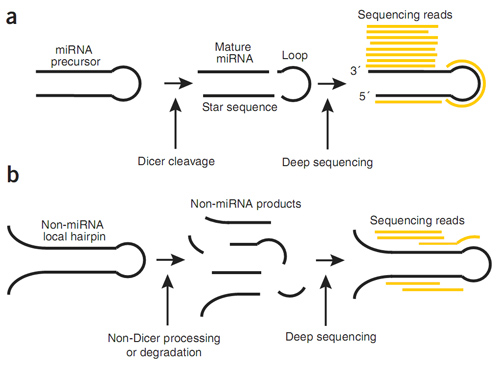 a
miRNA
precursor
Mature
miRNA
Loop
Star sequence
Sequencing reads
3´
5´
Dicer cleavage
Deep sequencing
b
Non-miRNA
local hairpin
Non-miRNA products
Sequencing reads
Non-Dicer processing
or degradation
Deep sequencing